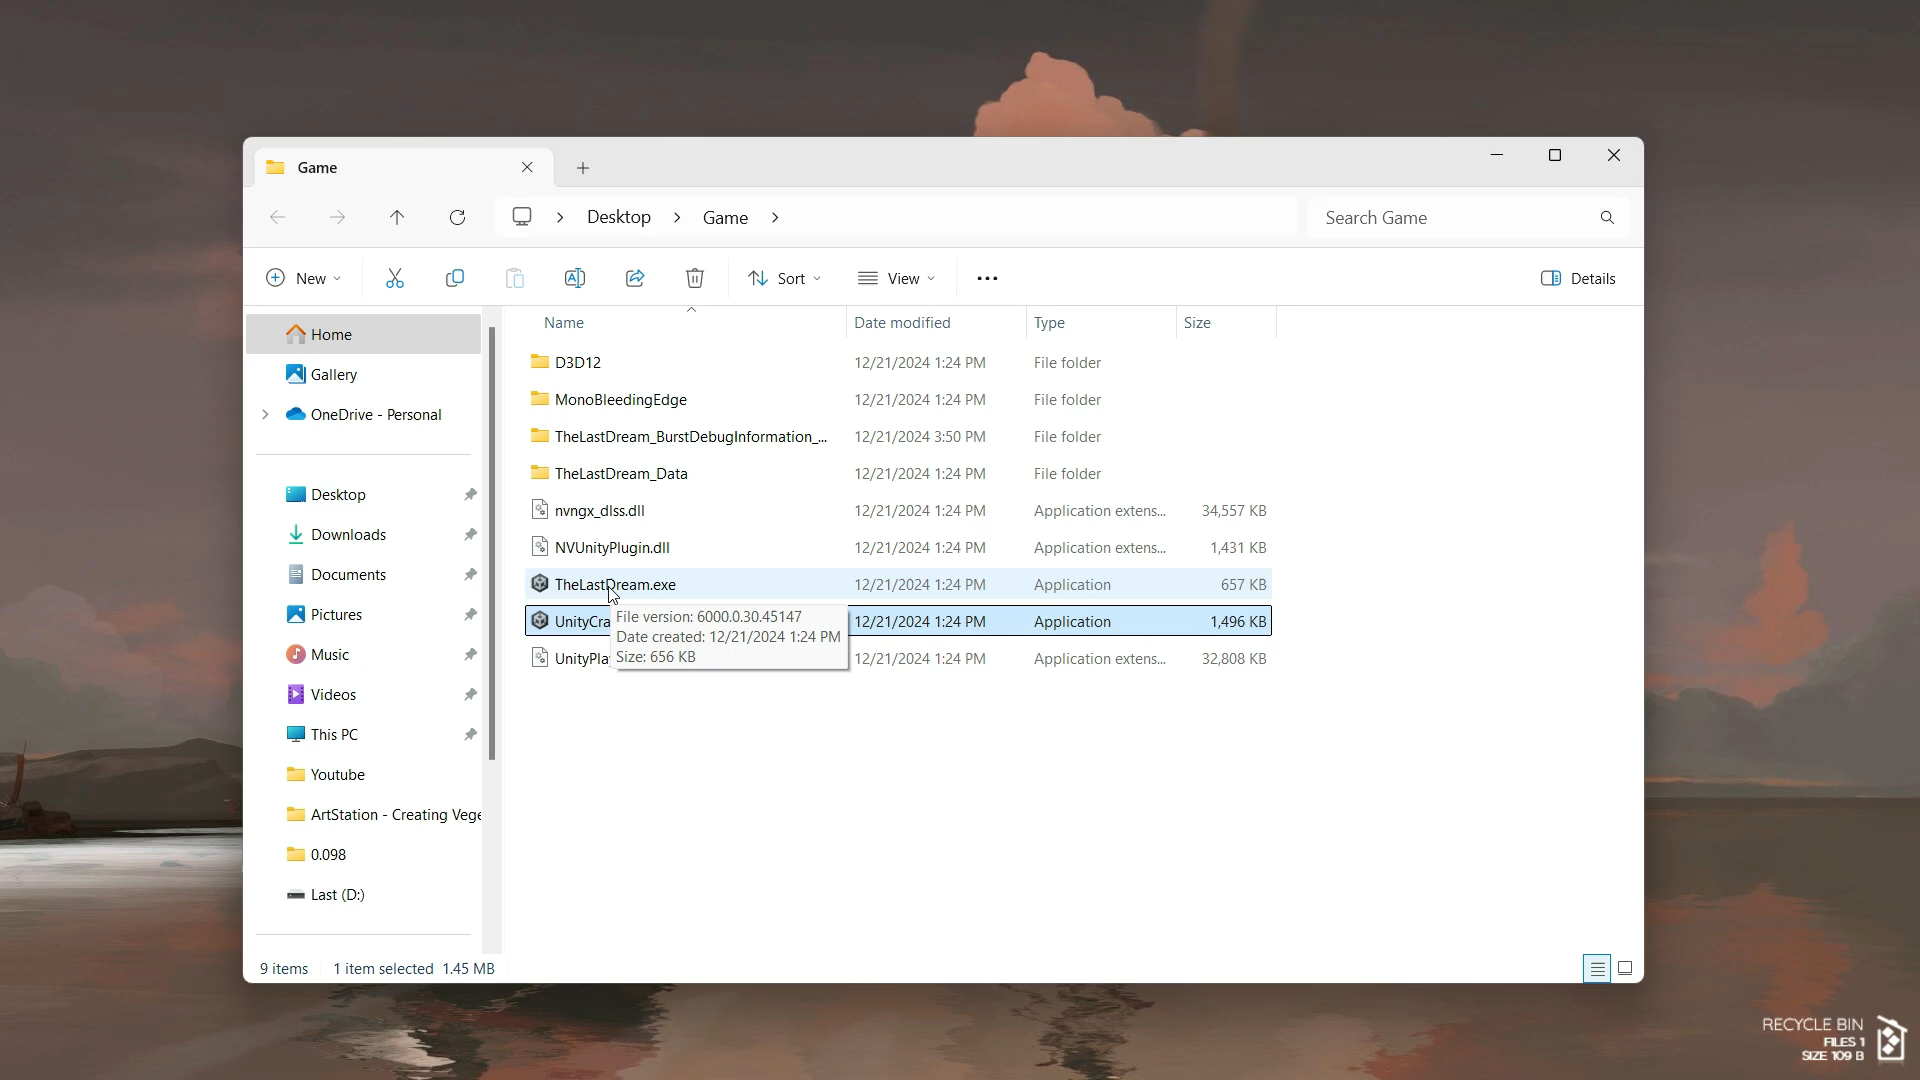 Game
Desktop
Game
Search Game
New
Sort
View
Details
Home
Gallery
OneDrive - Personal
Desktop
Downloads
Documents
Pictures
Music
Videos
This PC
Youtube
ArtStation - Creating Vege
0.098
Last (D:)
Name Date modified Type Size
D3D12 12/21/2024 1:24 PM File folder
MonoBleedingEdge 12/21/2024 1:24 PM File folder
TheLastDream_BurstDebugInformation_... 12/21/2024 3:50 PM File folder
TheLastDream_Data 12/21/2024 1:24 PM File folder
nvngx_dlss.dll 12/21/2024 1:24 PM Application extens... 34,557 KB
NVUnityPlugin.dll 12/21/2024 1:24 PM Application extens... 1,431 KB
TheLastDream.exe 12/21/2024 1:24 PM Application 657 KB
UnityCra 12/21/2024 1:24 PM Application 1,496 KB
UnityPla 12/21/2024 1:24 PM Application extens... 32,808 KB
File version: 6000.0.30.45147
Date created: 12/21/2024 1:24 PM
Size: 656 KB
9 items 1 item selected 1.45 MB
RECYCLE BIN
FILES 1
SIZE 109 B